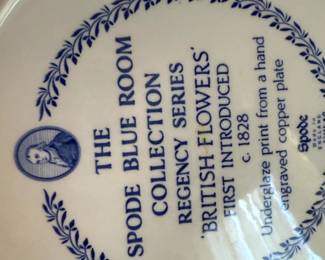 THE
SPODE BLUE ROOM
COLLECTION
REGENCY SERIES
'BRITISH FLOWERS'
FIRST INTRODUCED
c. 1828
Underglaze print from a hand
engraved copper plate
Spode
ENGLAND